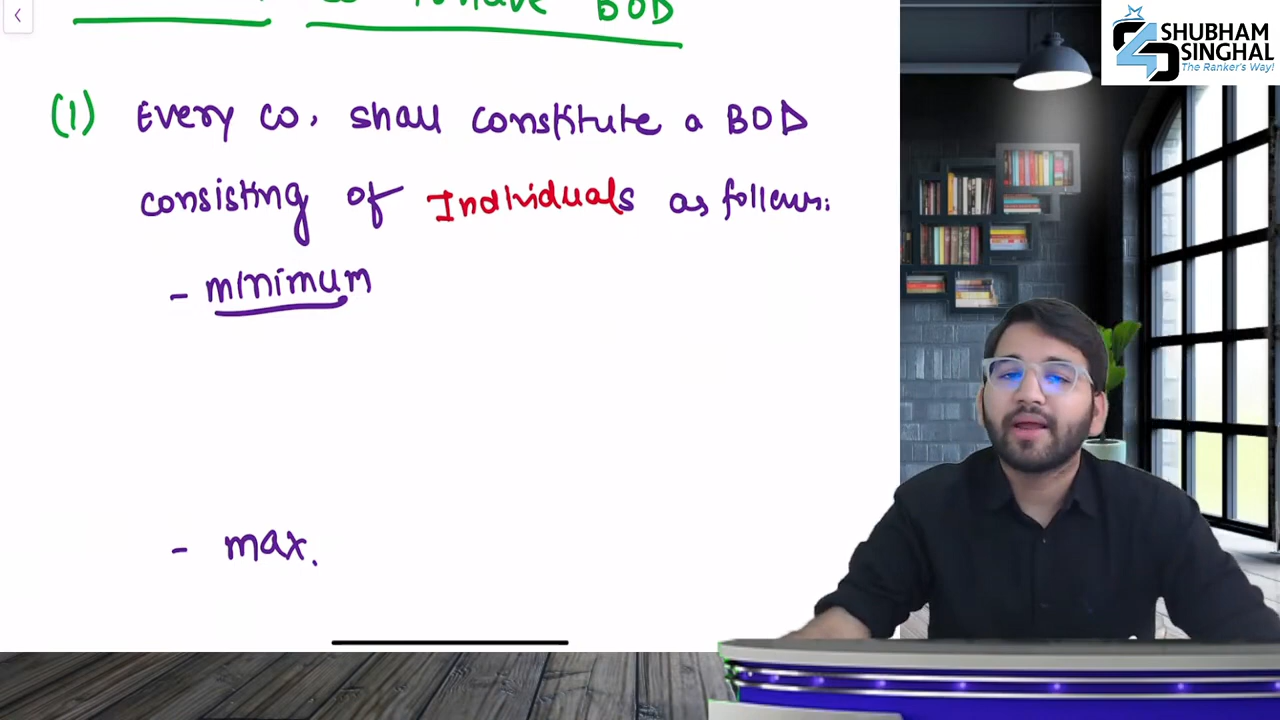 BOD
(1) Every co. shall constitute a BOD
consisting of Individuals as follows:
- minimum
- max.
SHUBHAM
SINGHAL
The Ranker's Way!